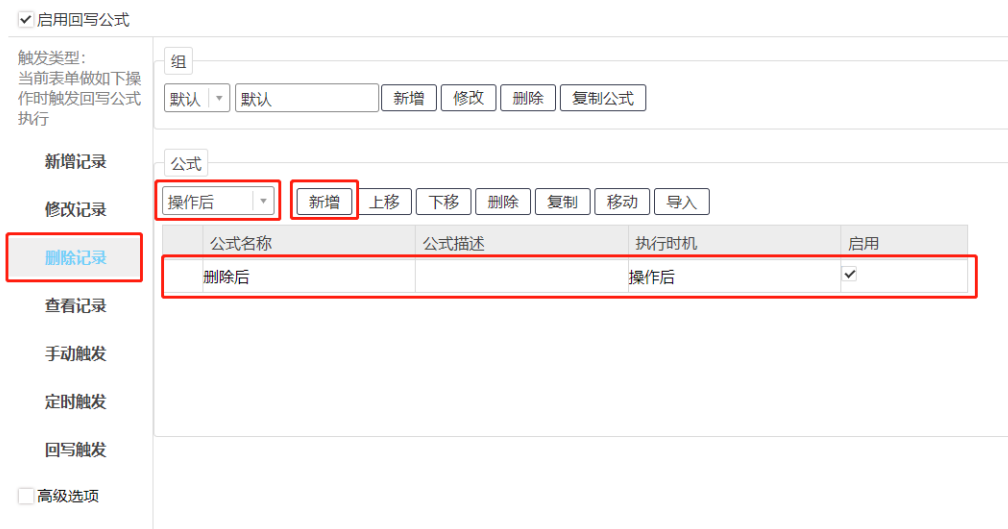 启用回写公式
触发类型：
当前表单做如下操
作时触发回写公式
执行
新增记录
修改记录
删除记录
查看记录
手动触发
定时触发
回写触发
高级选项
组
默认 默认 新增 修改 删除 复制公式
公式
操作后 新增 上移 下移 删除 复制 移动 导入
公式名称 公式描述 执行时机 启用
删除后 操作后